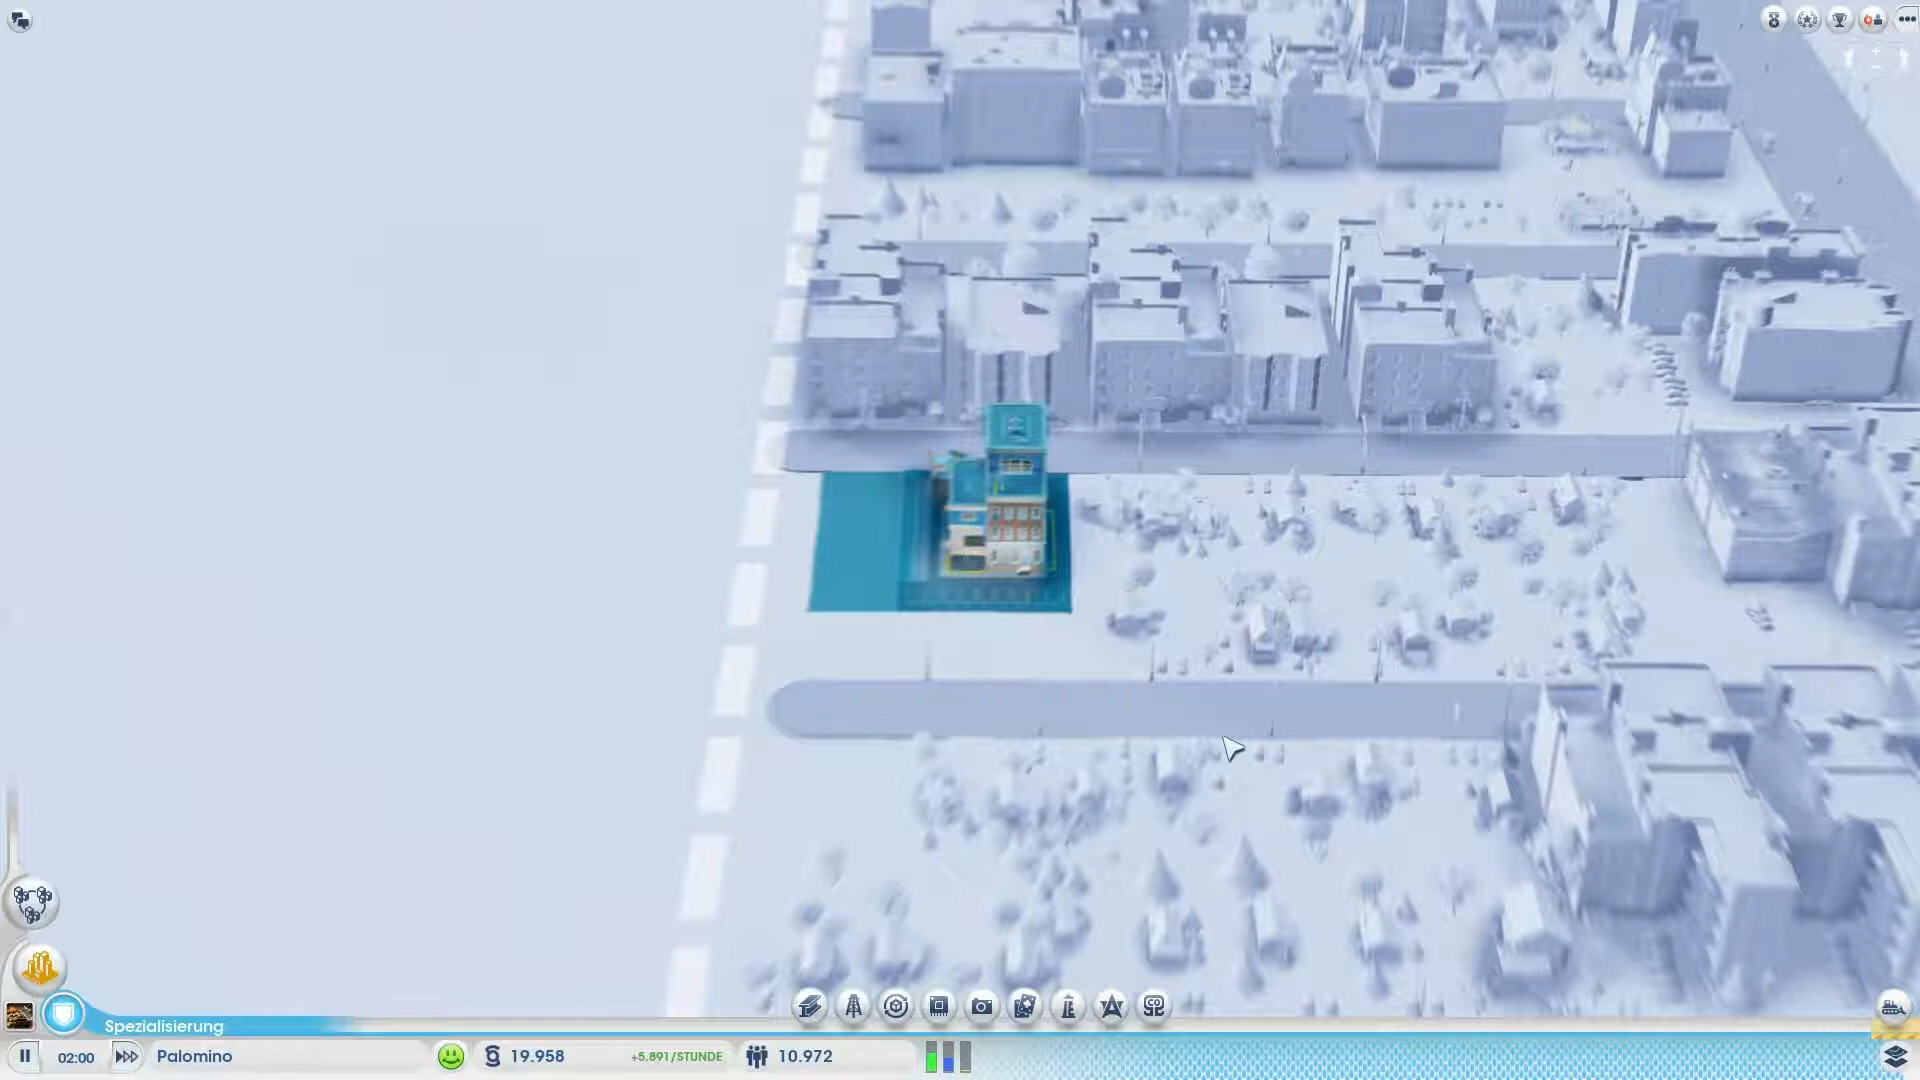 Spezialisierung
02:00
Palomino
19.958
+5.891/STUNDE
10.972